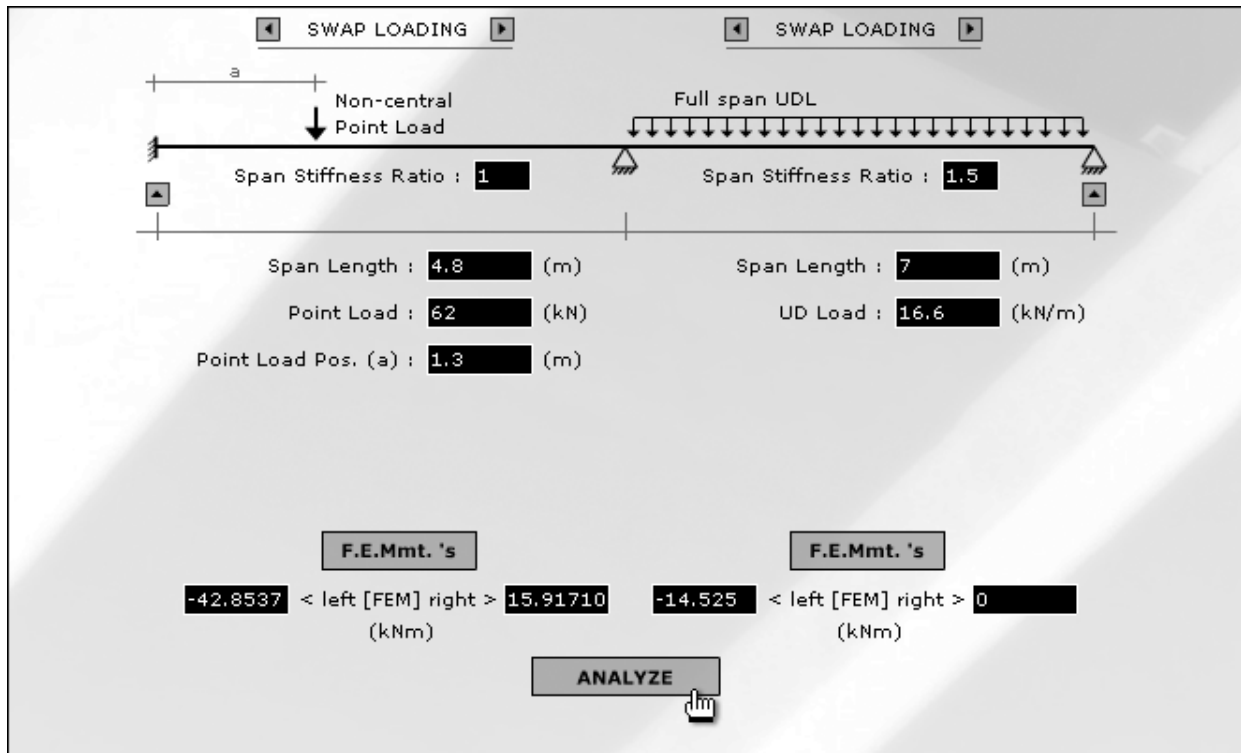 SWAP LOADING SWAP LOADING
a
Non-central Full span UDL
Point Load
Span Stiffness Ratio : 1 Span Stiffness Ratio : 1.5
Span Length : 4.8 (m) Span Length : 7 (m)
Point Load : 62 (kN) UD Load : 16.6 (kN/m)
Point Load Pos. (a) : 1.3 (m)
F.E.Mmt. 's F.E.Mmt. 's
-42.8537 < left [FEM] right > 15.91710 -14.525 < left [FEM] right > 0
(kNm) (kNm)
ANALYZE